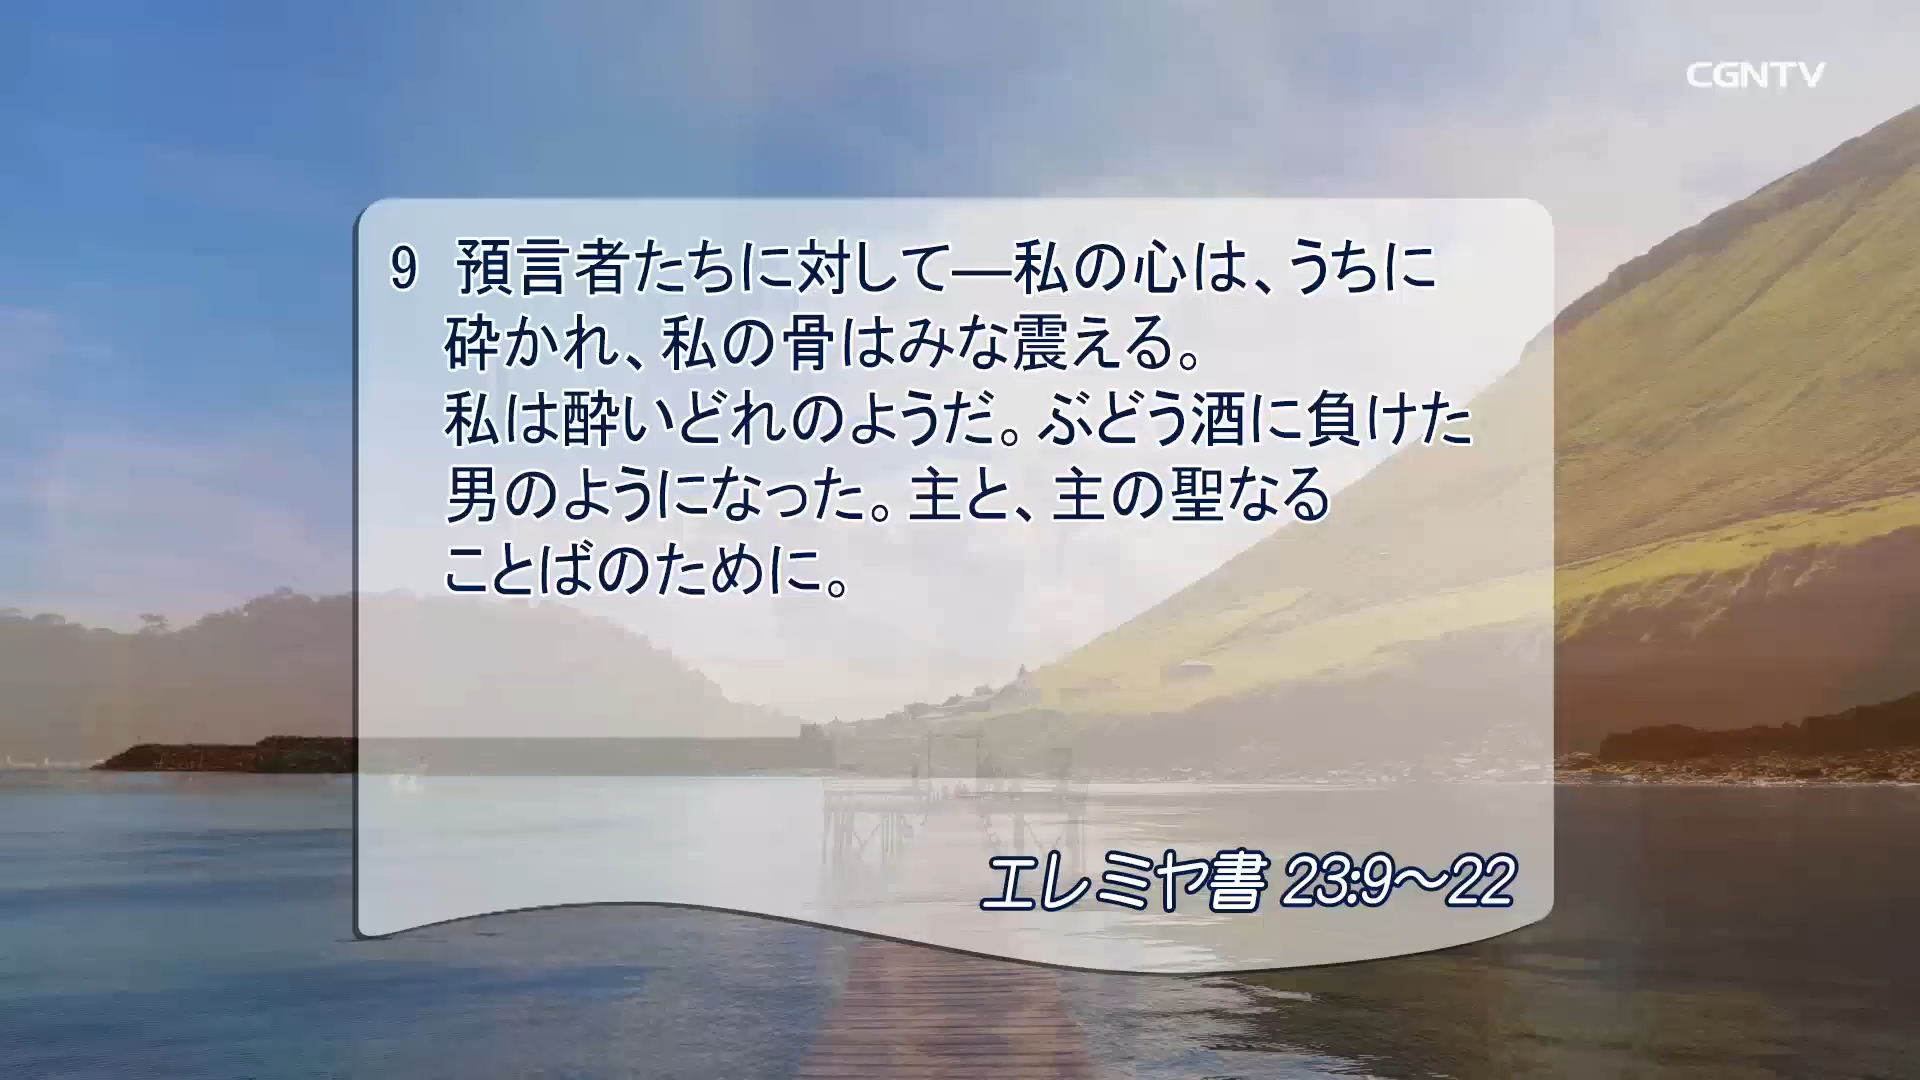 CGNTV
9 預言者たちに対して―私の心は、うちに
砕かれ、私の骨はみな震える。
私は酔いどれのようだ。ぶどう酒に負けた
男のようになった。主と、主の聖なる
ことばのために。
エレミヤ書 23:9～22